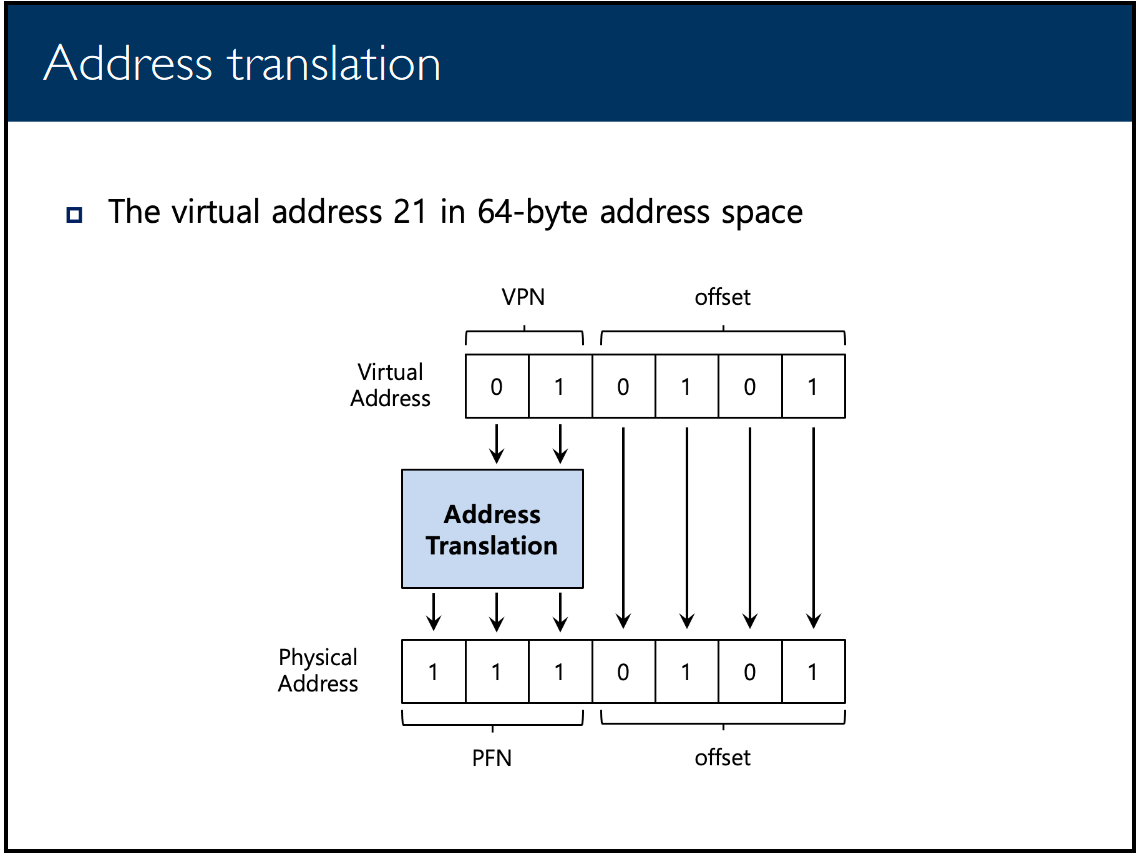 Address translation
The virtual address 21 in 64-byte address space
VPN offset
Virtual
Address
0 1 0 1 0 1
Address
Translation
Physical
Address
1 1 1 0 1 0 1
PFN offset